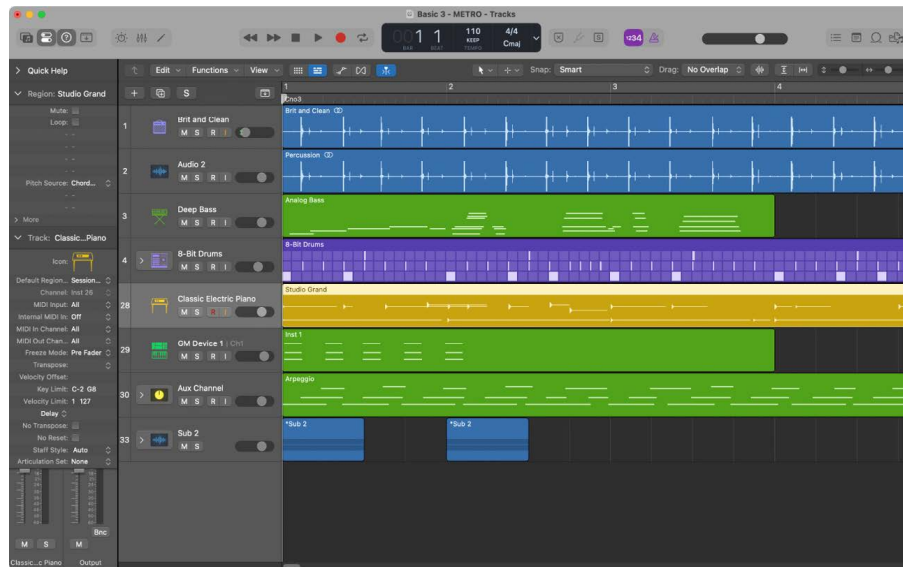 Basic 3 - METRO - Tracks
001 1
BAR BEAT
110
KEEP
TEMPO
4/4
Cmaj
1234
Quick Help
Edit Functions View
Snap: Smart
Drag: No Overlap
Region: Studio Grand
S
1 2 3 4
Cno3
Mute:
Loop:
Pitch Source: Chord...
More
Track: Classic...Piano
Icon:
Default Region... Session...
Channel: Inst 26
MIDI Input: All
Internal MIDI In: Off
MIDI In Channel: All
MIDI Out Chan... All
Freeze Mode: Pre Fader
Transpose:
Velocity Offset:
Key Limit: C-2 G8
Velocity Limit: 1 127
Delay
No Transpose:
No Reset:
Staff Style: Auto
Articulation Set: None
Bnc
M S M
Classic...c Piano Output
1 Brit and Clean
M S R I
Brit and Clean
2 Audio 2
M S R I
Percussion
3 Deep Bass
M S R I
Analog Bass
4 8-Bit Drums
M S R I
8-Bit Drums
28 Classic Electric Piano
M S R I
Studio Grand
29 GM Device 1 | Ch1
M S R I
Inst 1
30 Aux Channel
M S R I
Arpeggio
33 Sub 2
M S
*Sub 2 *Sub 2